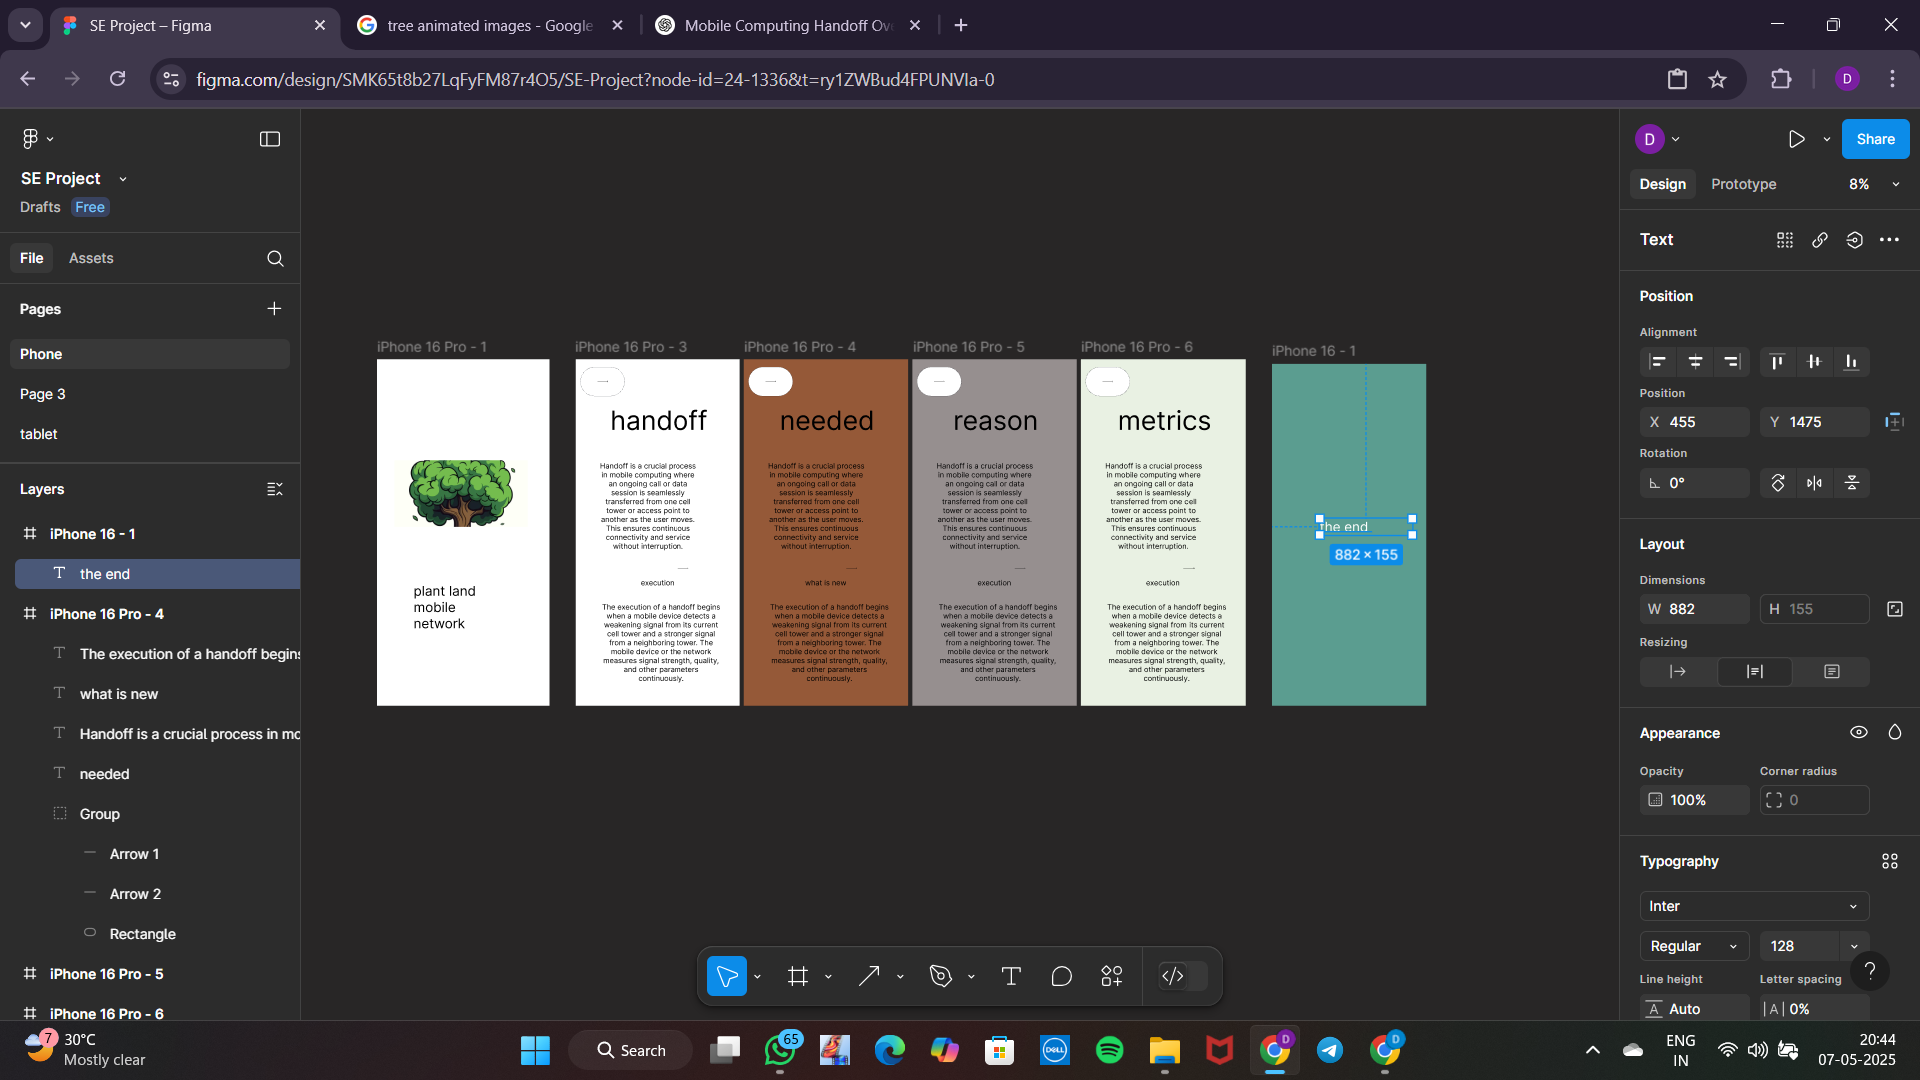 SE Project – Figma
tree animated images - Google
Mobile Computing Handoff Ov
figma.com/design/SMK65t8b27LqFyFM87r4O5/SE-Project?node-id=24-1336&t=ry1ZWBud4FPUNVIa-0
D
SE Project
Drafts
Free
File
Assets
Pages
Phone
Page 3
tablet
Layers
iPhone 16 - 1
the end
iPhone 16 Pro - 4
The execution of a handoff begins
what is new
Handoff is a crucial process in mo
needed
Group
Arrow 1
Arrow 2
Rectangle
iPhone 16 Pro - 5
iPhone 16 Pro - 6
iPhone 16 Pro - 1
plant land
mobile
network
iPhone 16 Pro - 3
handoff
Handoff is a crucial process
in mobile computing where
an ongoing call or data
session is seamlessly
transferred from one cell
tower or access point to
another as the user moves.
This ensures continuous
connectivity and service
without interruption.
execution
The execution of a handoff begins
when a mobile device detects a
weakening signal from its current
cell tower and a stronger signal
from a neighboring tower. The
mobile device or the network
measures signal strength, quality,
and other parameters
continuously.
iPhone 16 Pro - 4
needed
Handoff is a crucial process
in mobile computing where
an ongoing call or data
session is seamlessly
transferred from one cell
tower or access point to
another as the user moves.
This ensures continuous
connectivity and service
without interruption.
what is new
The execution of a handoff begins
when a mobile device detects a
weakening signal from its current
cell tower and a stronger signal
from a neighboring tower. The
mobile device or the network
measures signal strength, quality,
and other parameters
continuously.
iPhone 16 Pro - 5
reason
Handoff is a crucial process
in mobile computing where
an ongoing call or data
session is seamlessly
transferred from one cell
tower or access point to
another as the user moves.
This ensures continuous
connectivity and service
without interruption.
execution
The execution of a handoff begins
when a mobile device detects a
weakening signal from its current
cell tower and a stronger signal
from a neighboring tower. The
mobile device or the network
measures signal strength, quality,
and other parameters
continuously.
iPhone 16 Pro - 6
metrics
Handoff is a crucial process
in mobile computing where
an ongoing call or data
session is seamlessly
transferred from one cell
tower or access point to
another as the user moves.
This ensures continuous
connectivity and service
without interruption.
execution
The execution of a handoff begins
when a mobile device detects a
weakening signal from its current
cell tower and a stronger signal
from a neighboring tower. The
mobile device or the network
measures signal strength, quality,
and other parameters
continuously.
iPhone 16 - 1
the end
882 × 155
D
Share
Design
Prototype
8%
Text
Position
Alignment
Position
X 455
Y 1475
Rotation
0°
Layout
Dimensions
W 882
H 155
Resizing
Appearance
Opacity
Corner radius
100%
0
Typography
Inter
Regular
128
?
Line height
Letter spacing
Auto
|A| 0%
7
30°C
Mostly clear
Search
65
DELL
D
D
ENG
IN
20:44
07-05-2025